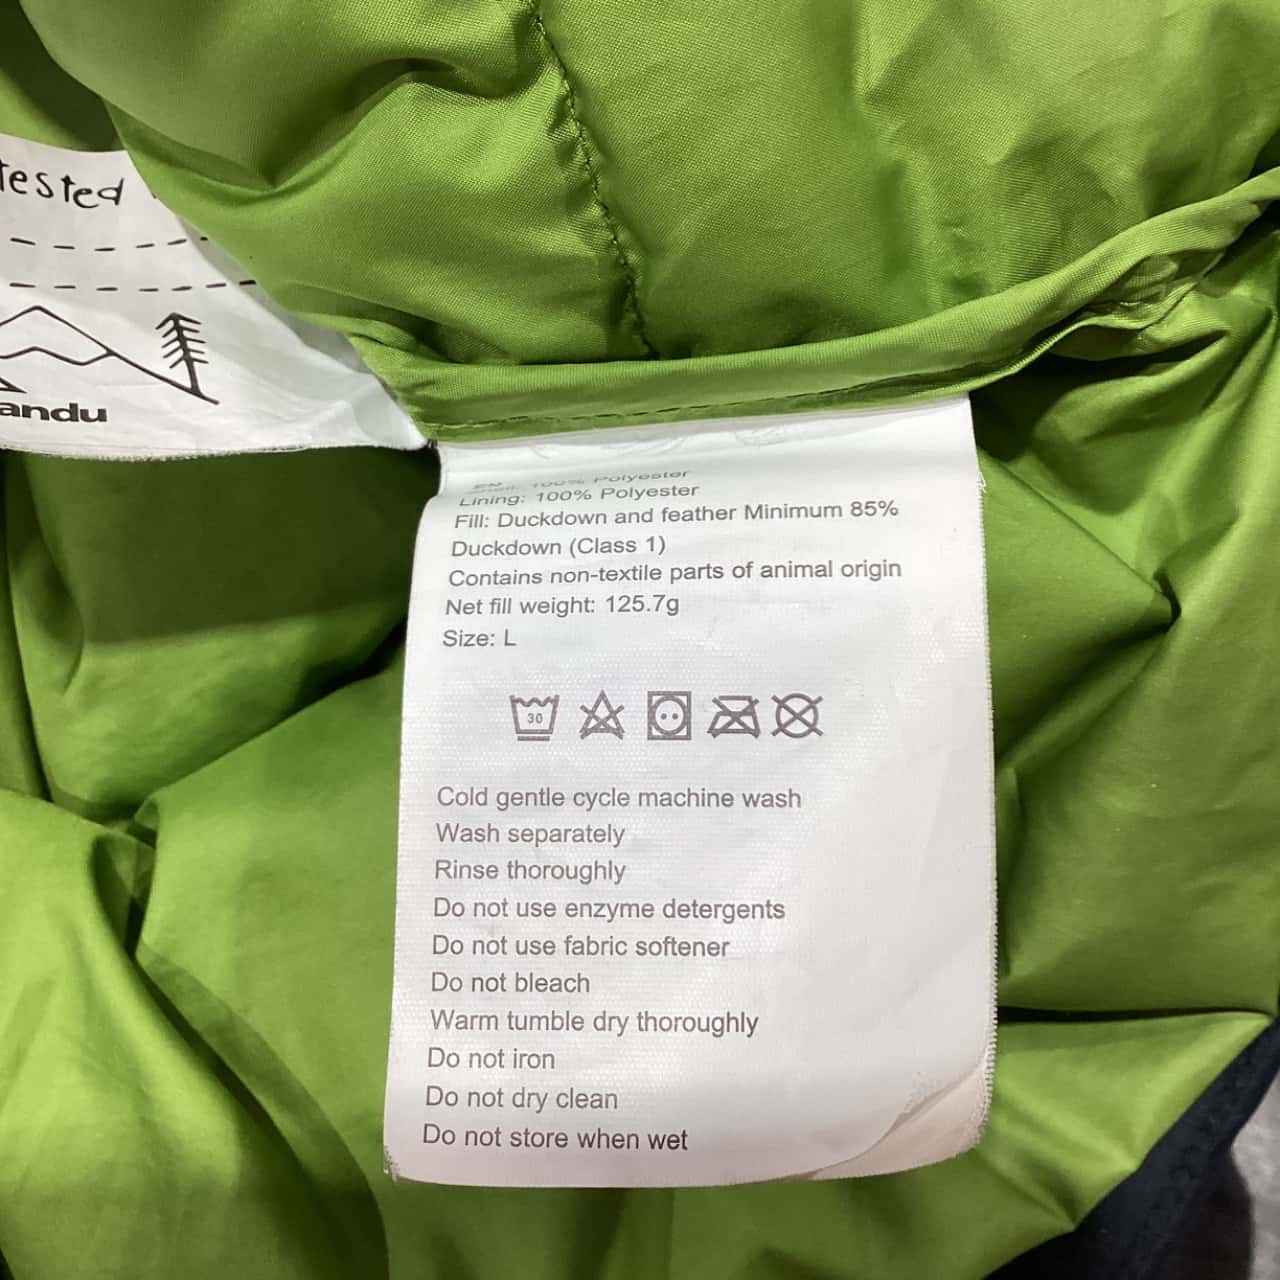 tested
andu
Shell: 100% Polyester
Lining: 100% Polyester
Fill: Duckdown and feather Minimum 85%
Duckdown (Class 1)
Contains non-textile parts of animal origin
Net fill weight: 125.7g
Size: L
30
Cold gentle cycle machine wash
Wash separately
Rinse thoroughly
Do not use enzyme detergents
Do not use fabric softener
Do not bleach
Warm tumble dry thoroughly
Do not iron
Do not dry clean
Do not store when wet